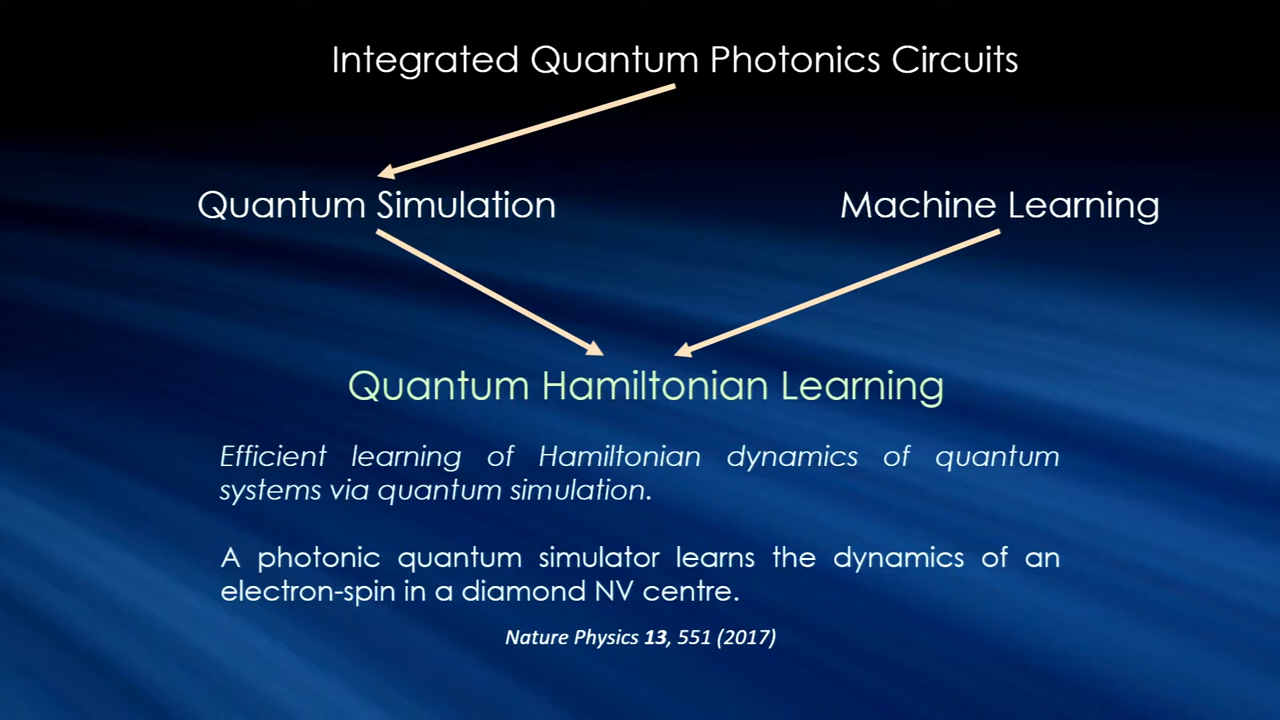 Integrated Quantum Photonics Circuits
Quantum Simulation
Machine Learning
Quantum Hamiltonian Learning
Efficient learning of Hamiltonian dynamics of quantum
systems via quantum simulation.
A photonic quantum simulator learns the dynamics of an
electron-spin in a diamond NV centre.
Nature Physics 13, 551 (2017)